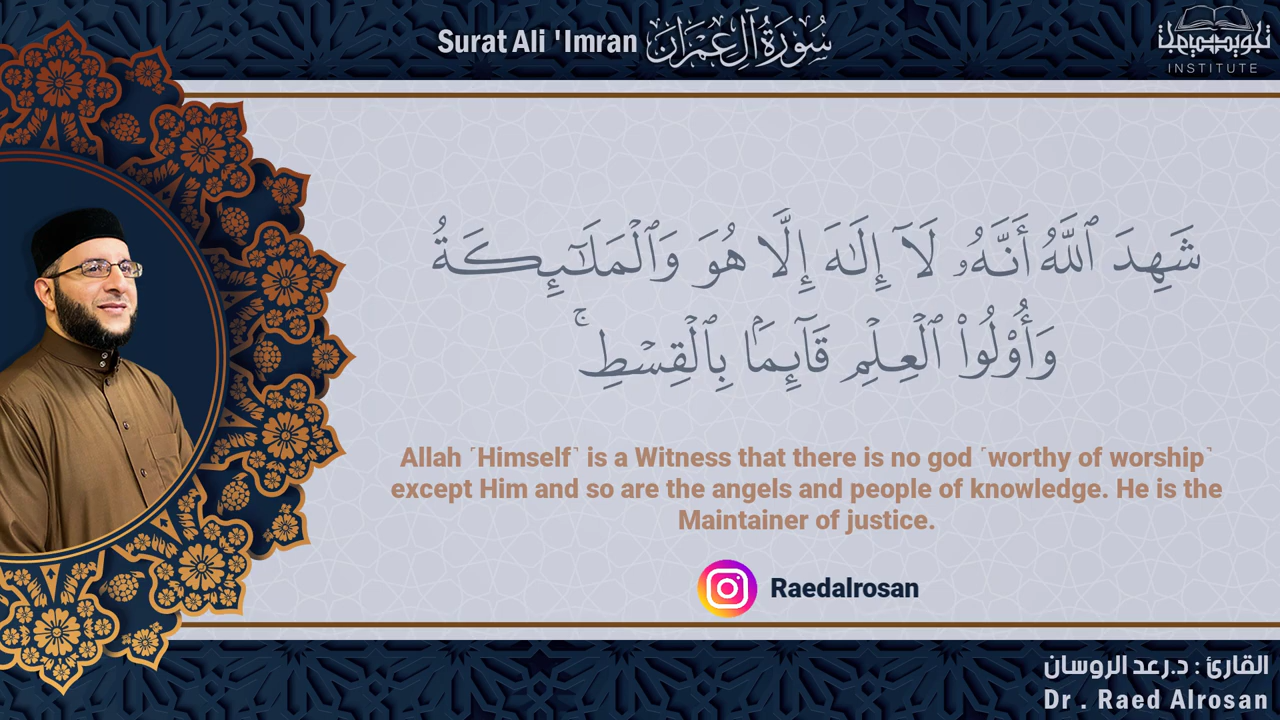 Surat Ali 'Imran سُورَةُ آلِ عِمْرَانَ
INSTITUTE
شَهِدَ ٱللَّهُ أَنَّهُۥ لَآ إِلَٰهَ إِلَّا هُوَ وَٱلْمَلَٰٓئِكَةُ
وَأُو۟لُوا۟ ٱلْعِلْمِ قَآئِمًۢا بِٱلْقِسْطِ ۚ
Allah ˹Himself˺ is a Witness that there is no god ˹worthy of worship˺
except Him and so are the angels and people of knowledge. He is the
Maintainer of justice.
Raedalrosan
القارئ : د.رعد الروسان
Dr . Raed Alrosan